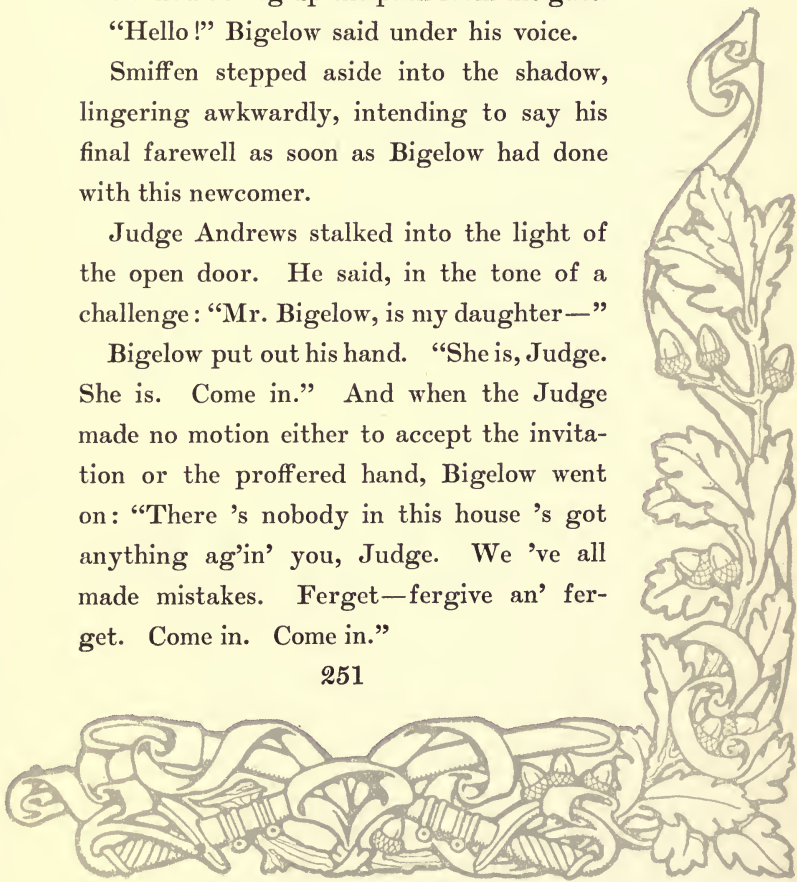 “Hello!” Bigelow said under his voice.
Smiffen stepped aside into the shadow,
lingering awkwardly, intending to say his
final farewell as soon as Bigelow had done
with this newcomer.
Judge Andrews stalked into the light of
the open door. He said, in the tone of a
challenge: “Mr. Bigelow, is my daughter—”
Bigelow put out his hand. “She is, Judge.
She is. Come in.” And when the Judge
made no motion either to accept the invita-
tion or the proffered hand, Bigelow went
on: “There ’s nobody in this house ’s got
anything ag’in’ you, Judge. We ’ve all
made mistakes. Ferget—fergive an’ fer-
get. Come in. Come in.”
251